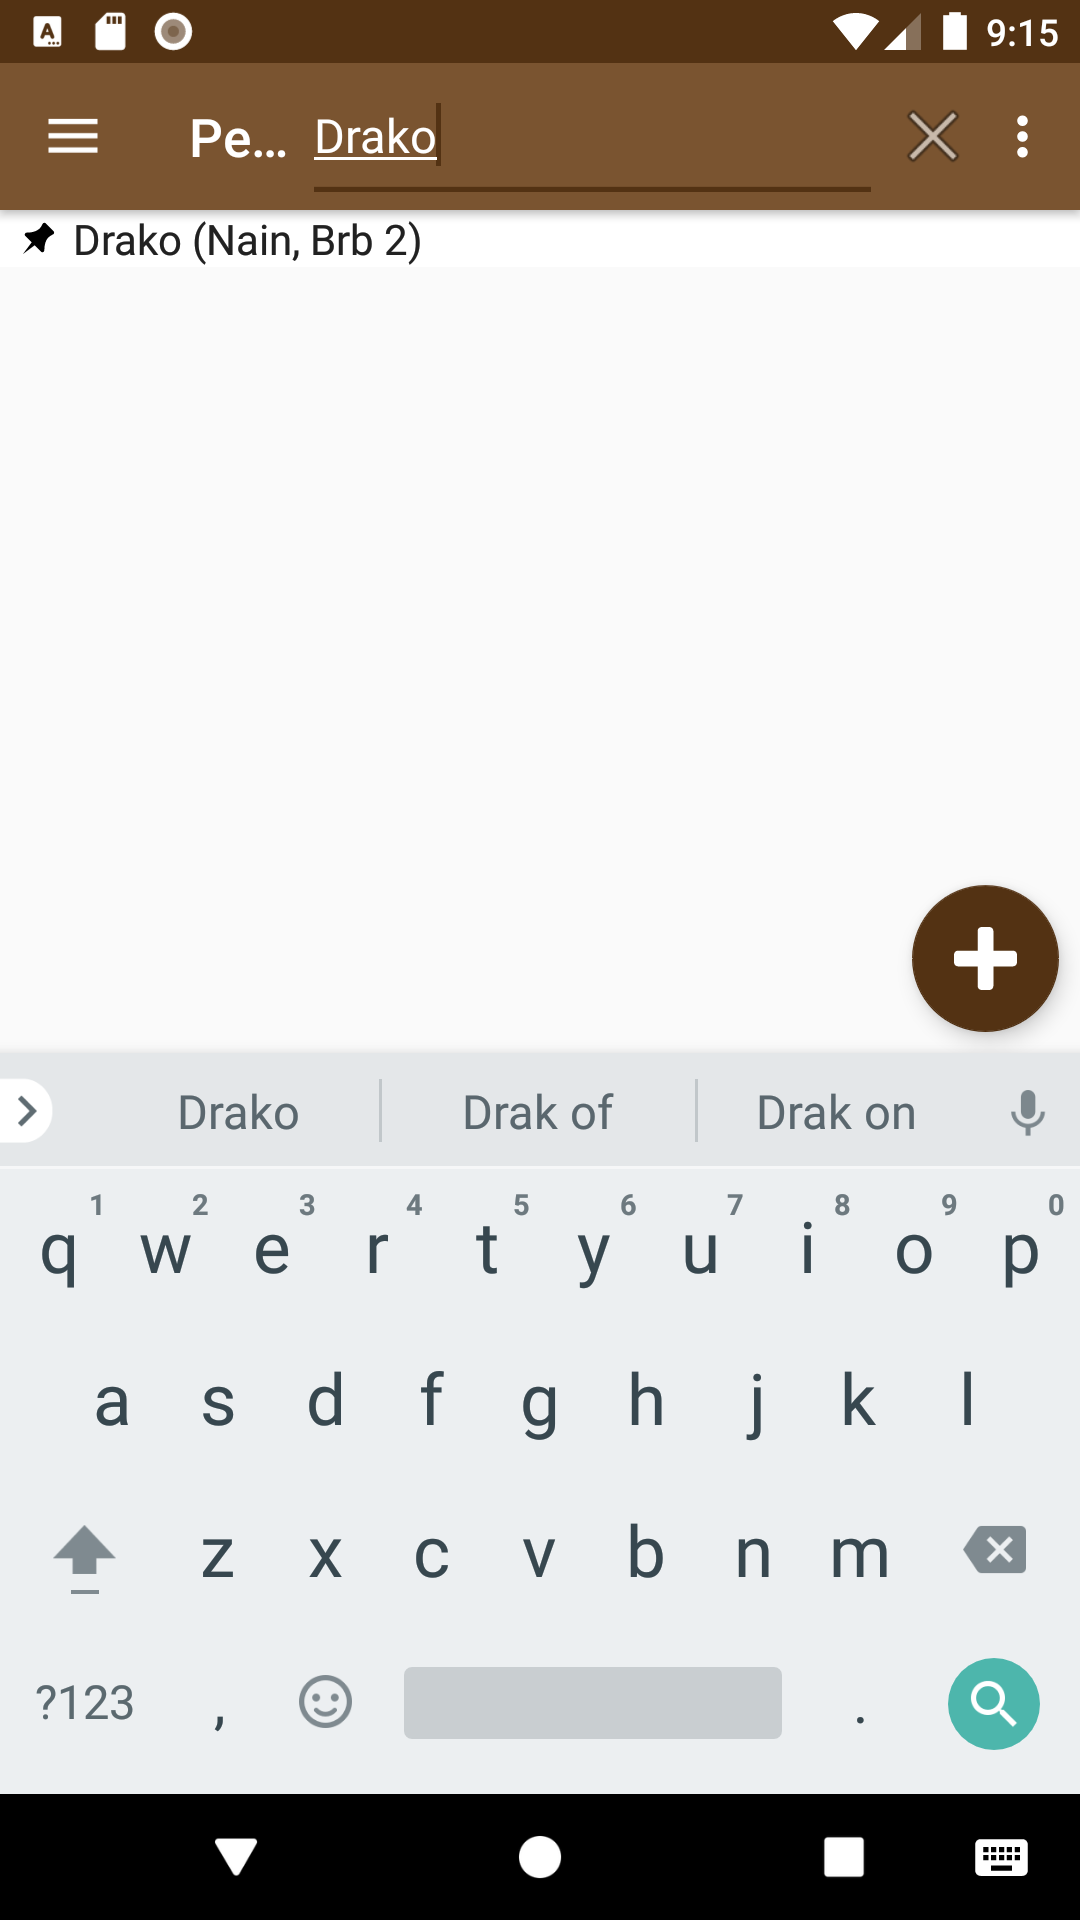 9:15
Pe... Drako
Drako (Nain, Brb 2)
Drako Drak of Drak on
1 2 3 4 5 6 7 8 9 0
q w e r t y u i o p
a s d f g h j k l
z x c v b n m
?123 , .